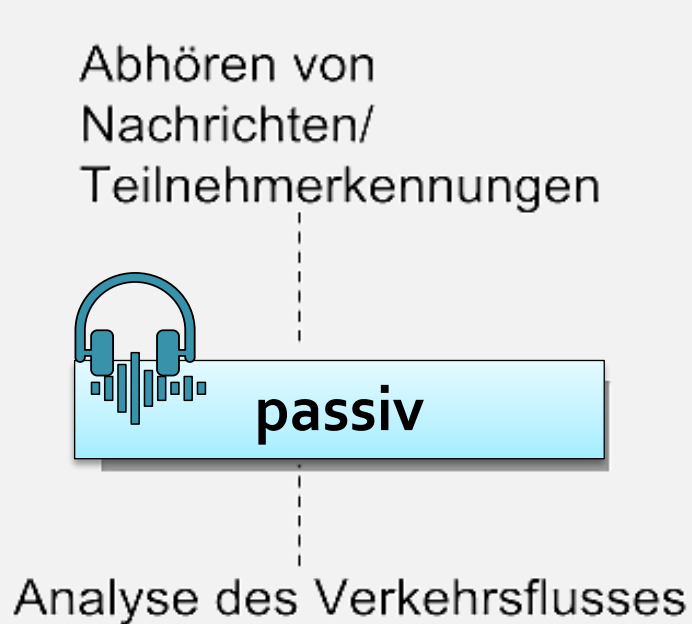 Abhören von
Nachrichten/
Teilnehmerkennungen
passiv
Analyse des Verkehrsflusses